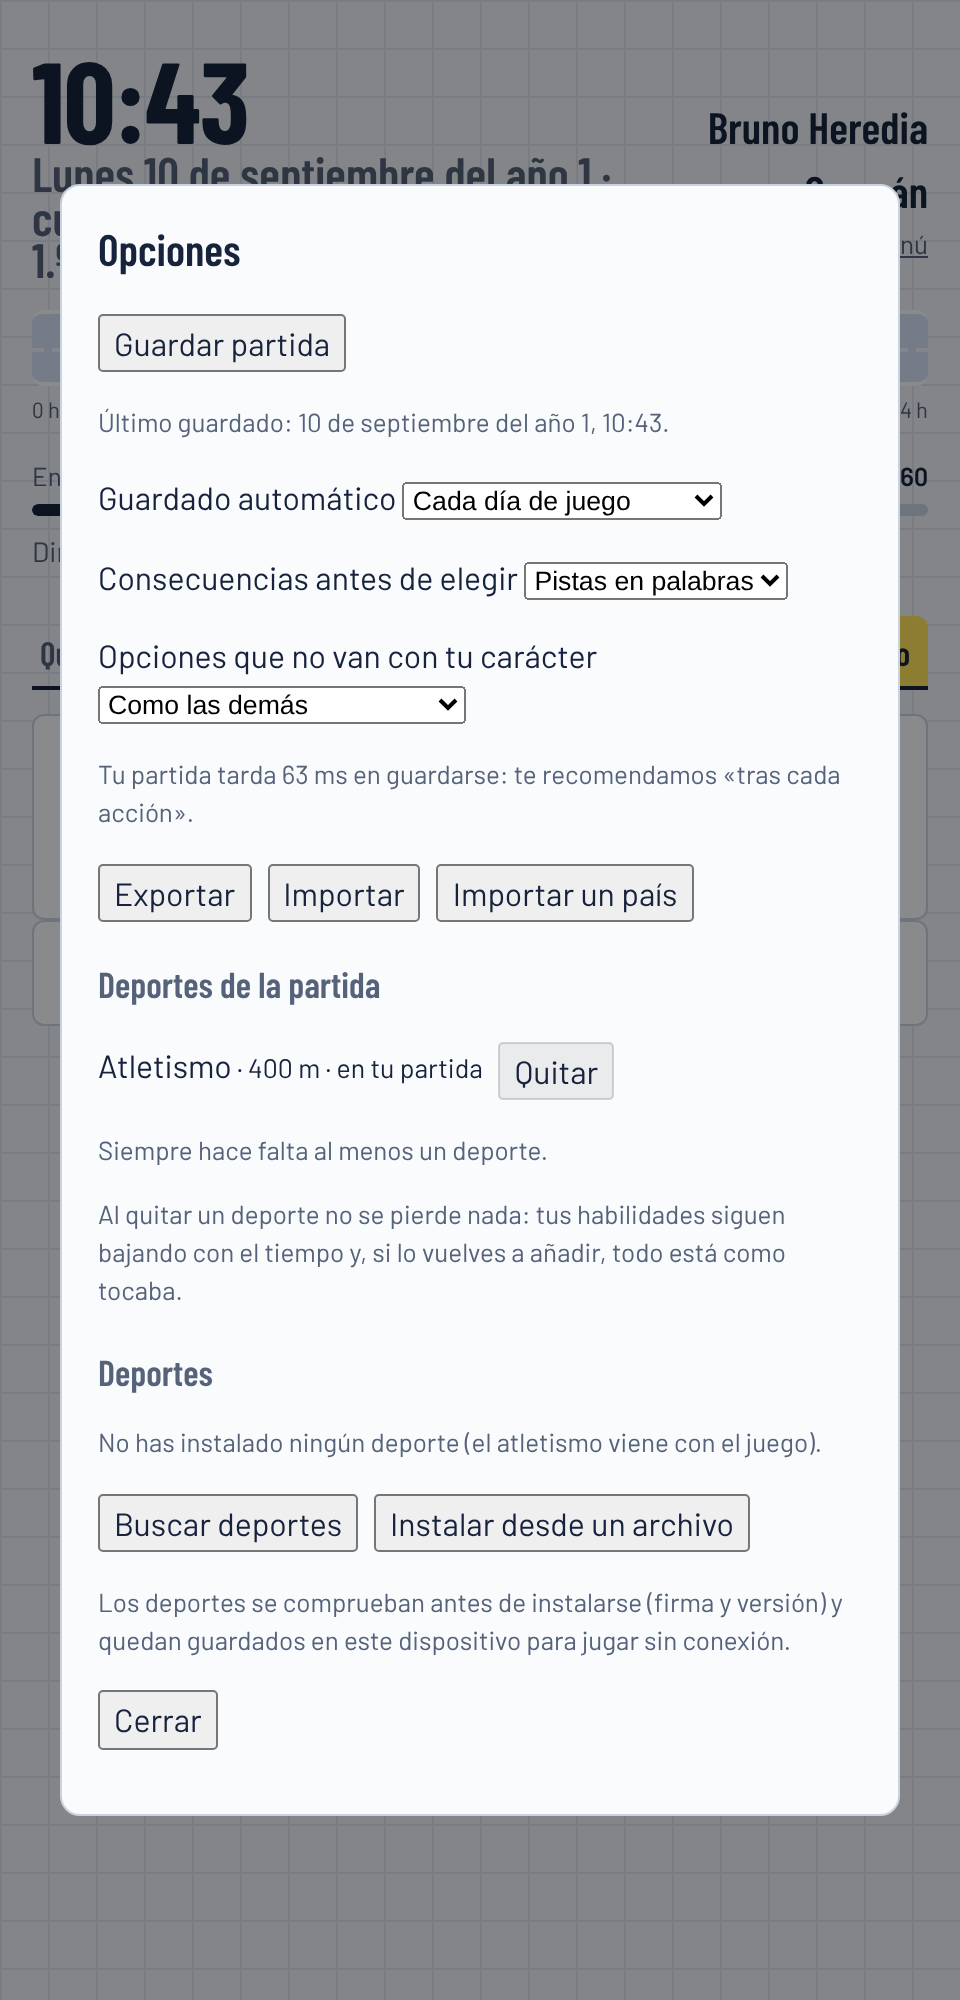 10:43
Bruno Heredia
Lunes 10 de septiembre del año 1 ·
Opciones
Guardar partida
Último guardado: 10 de septiembre del año 1, 10:43.
Guardado automático Cada día de juego
Consecuencias antes de elegir Pistas en palabras
Opciones que no van con tu carácter
Como las demás
Tu partida tarda 63 ms en guardarse: te recomendamos «tras cada
acción».
Exportar Importar Importar un país
Deportes de la partida
Atletismo · 400 m · en tu partida Quitar
Siempre hace falta al menos un deporte.
Al quitar un deporte no se pierde nada: tus habilidades siguen
bajando con el tiempo y, si lo vuelves a añadir, todo está como
tocaba.
Deportes
No has instalado ningún deporte (el atletismo viene con el juego).
Buscar deportes Instalar desde un archivo
Los deportes se comprueban antes de instalarse (firma y versión) y
quedan guardados en este dispositivo para jugar sin conexión.
Cerrar